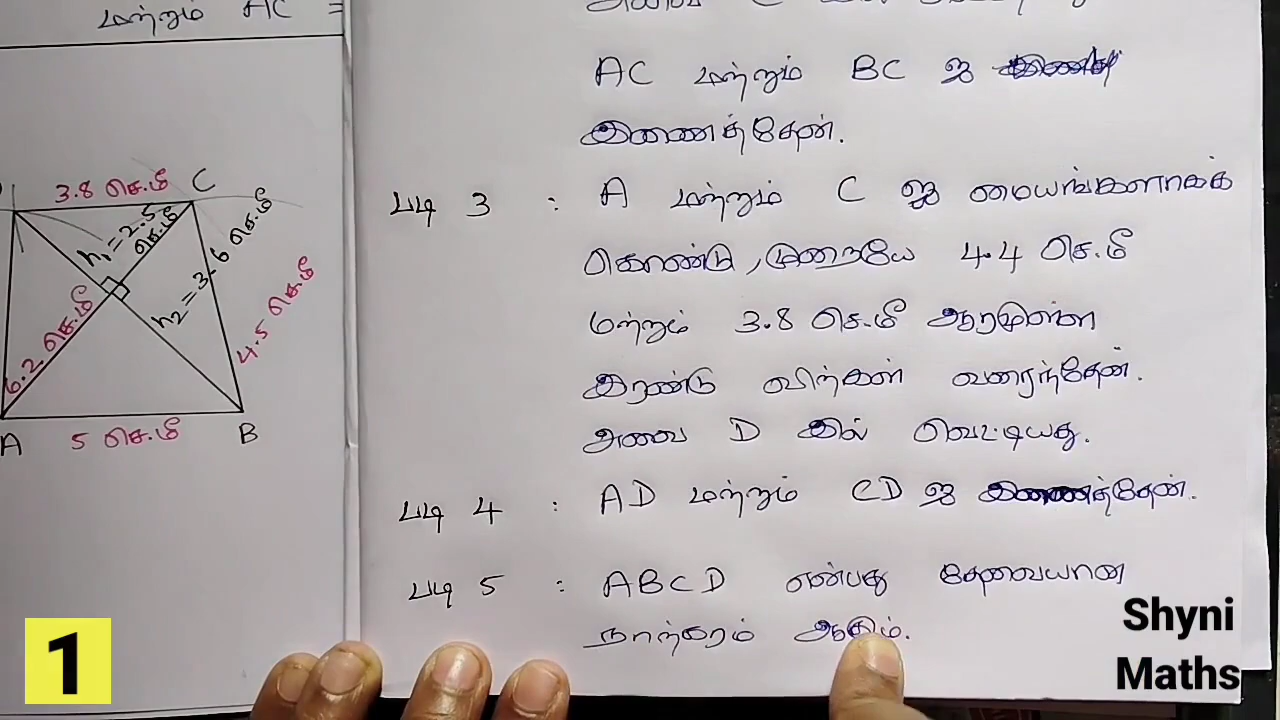 மற்றும் AC =
3.8 செ.மீ C
h₁ = 2.5 செ.மீ
h₂ = 3.6 செ.மீ
6.2 செ.மீ
4.5 செ.மீ
A 5 செ.மீ B
AC மற்றும் BC ஐ
இணைத்தேன்.
படி 3 : A மற்றும் C ஐ மையங்களாகக்
கொண்டு, முறையே 4.4 செ.மீ
மற்றும் 3.8 செ.மீ ஆரமுள்ள
இரண்டு விற்கள் வரைந்தேன்.
அவை D இல் வெட்டியது.
படி 4 : AD மற்றும் CD ஐ இணைத்தேன்.
படி 5 : ABCD என்பது தேவையான
நாற்கரம் ஆகும்.
1
Shyni
Maths